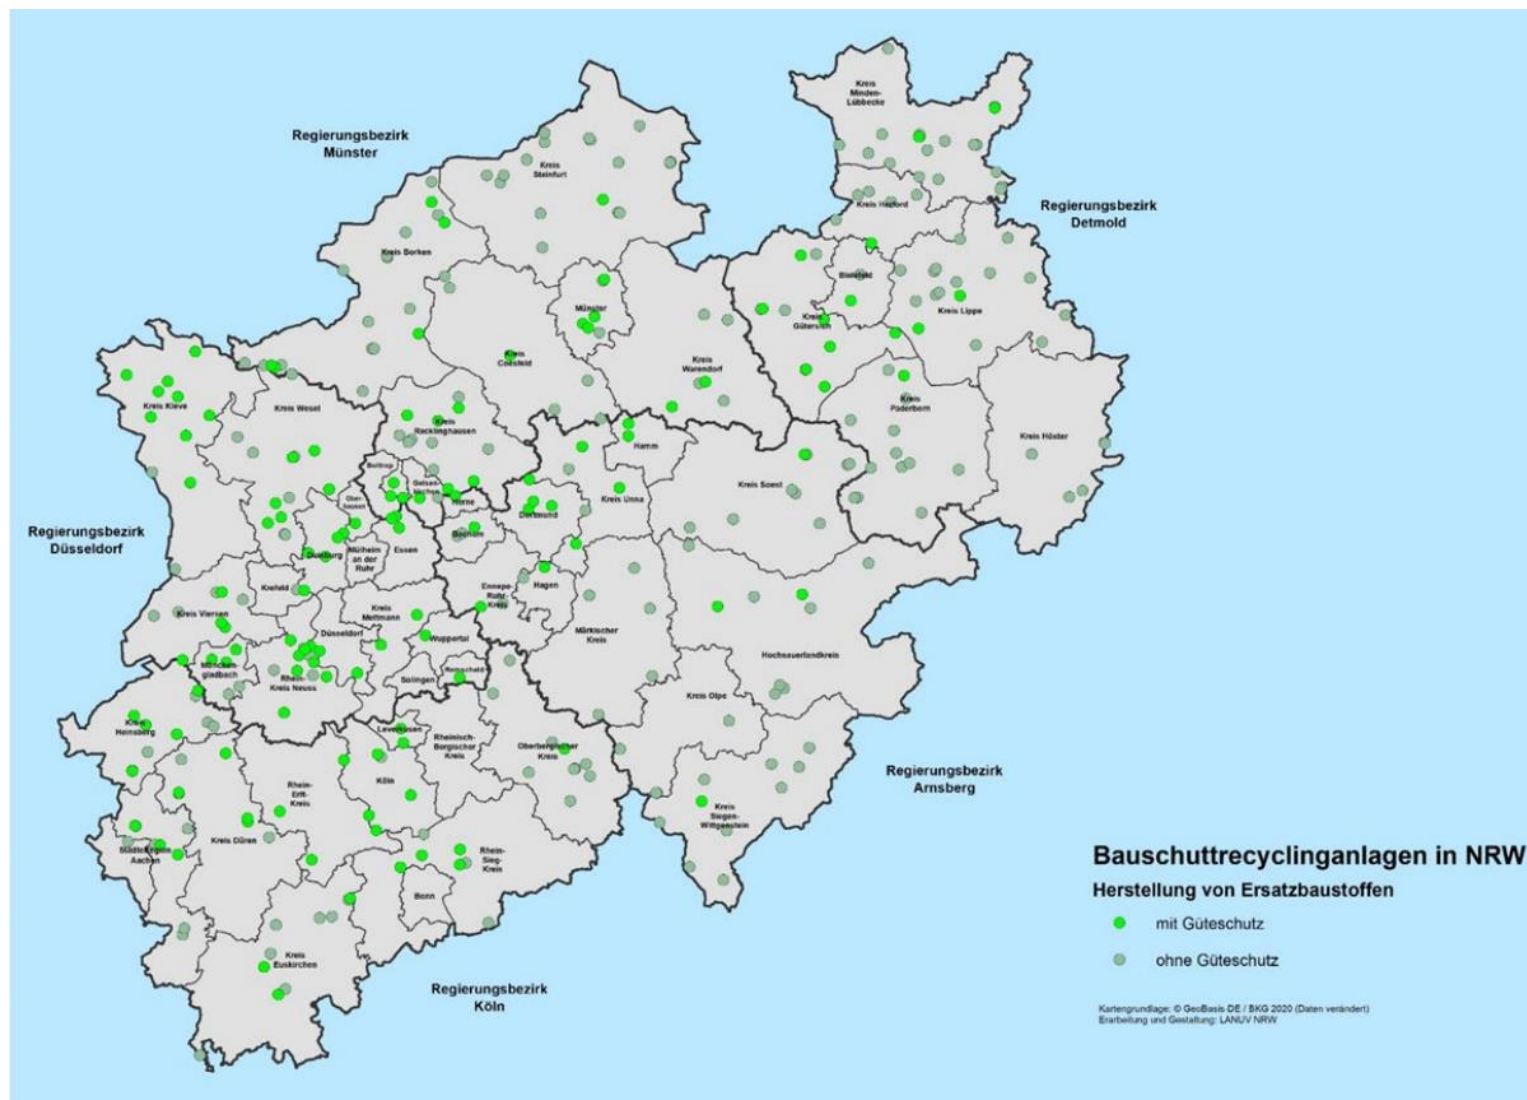 Kreis
Minden-
Lübbecke
Regierungsbezirk
Münster
Kreis
Steinfurt
Kreis Herford
Regierungsbezirk
Detmold
Kreis Borken
Bielefeld
Münster
Kreis
Gütersloh
Kreis Lippe
Kreis
Coesfeld
Kreis
Warendorf
Kreis Kleve
Kreis Wesel
Kreis
Paderborn
Kreis
Recklinghausen
Kreis Höxter
Hamm
Bottrop
Gelsen-
kirchen
Kreis Soest
Ober-
hausen
Herne
Kreis Unna
Dortmund
Regierungsbezirk
Düsseldorf
Bochum
Duisburg
Mülheim
an der
Ruhr
Essen
Krefeld
Ennepe-
Ruhr-
Kreis
Hagen
Kreis Viersen
Kreis
Mettmann
Düsseldorf
Wuppertal
Märkischer
Kreis
Hochsauerlandkreis
Mönchen-
gladbach
Rhein-
Kreis Neuss
Solingen
Remscheid
Kreis Olpe
Kreis
Heinsberg
Leverkusen
Rheinisch-
Bergischer
Kreis
Oberbergischer
Kreis
Regierungsbezirk
Arnsberg
Rhein-
Erft-
Kreis
Köln
Kreis
Siegen-
Wittgenstein
Kreis Düren
Städteregion
Aachen
Rhein-
Sieg-
Kreis
Bonn
Kreis
Euskirchen
Regierungsbezirk
Köln
Bauschuttrecyclinganlagen in NRW
Herstellung von Ersatzbaustoffen
mit Güteschutz
ohne Güteschutz
Kartengrundlage: © GeoBasis-DE / BKG 2020 (Daten verändert)
Erarbeitung und Gestaltung: LANUV NRW